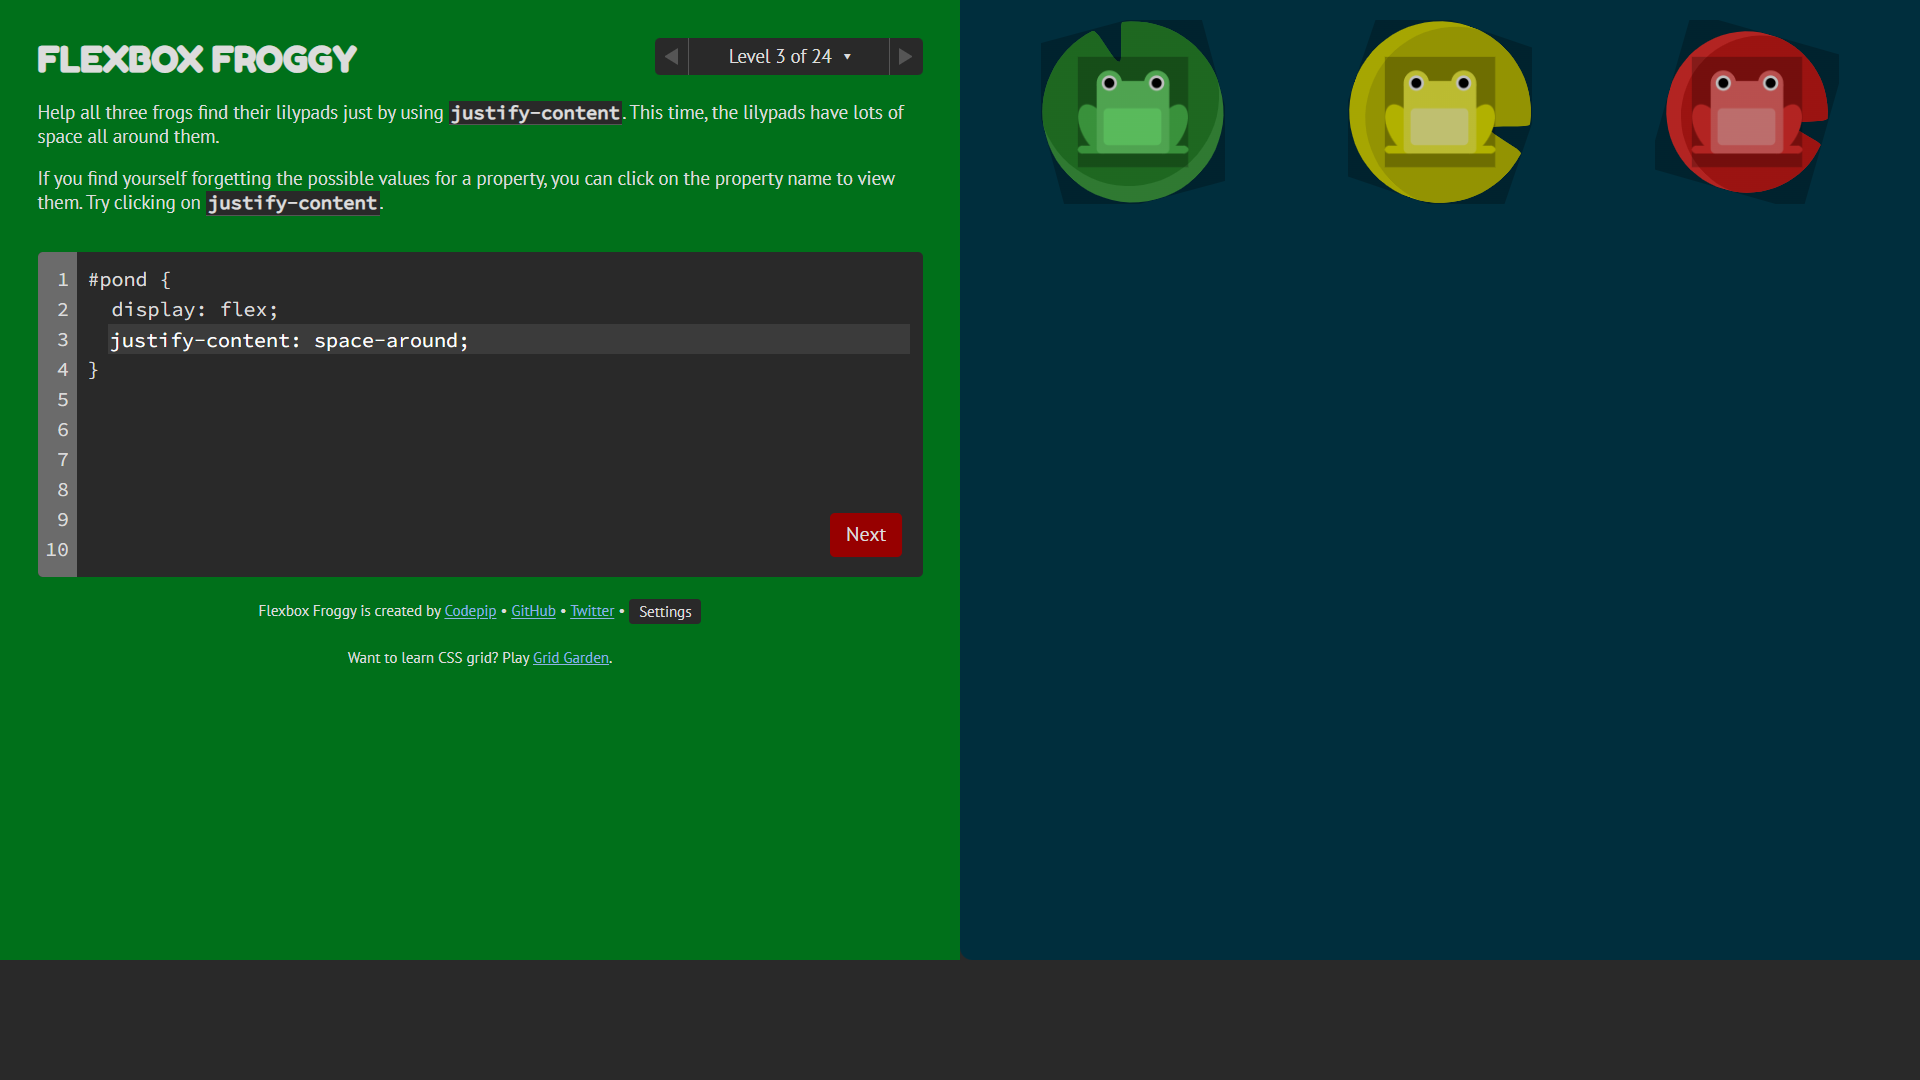 FLEXBOX FROGGY
Level 3 of 24 ▾
Help all three frogs find their lilypads just by using justify-content. This time, the lilypads have lots of
space all around them.
If you find yourself forgetting the possible values for a property, you can click on the property name to view
them. Try clicking on justify-content.
1 #pond {
2 display: flex;
3 justify-content: space-around;
4 }
5
6
7
8
9
10
Next
Flexbox Froggy is created by Codepip • GitHub • Twitter • Settings
Want to learn CSS grid? Play Grid Garden.